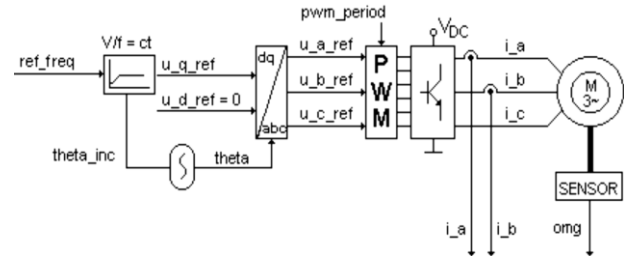 pwm_period
V/f = ct
V_DC
ref_freq
u_q_ref
dq
u_a_ref
P
i_a
u_b_ref
W
i_b
M
3~
u_d_ref = 0
abc
u_c_ref
M
i_c
theta_inc
theta
SENSOR
i_a
i_b
omg